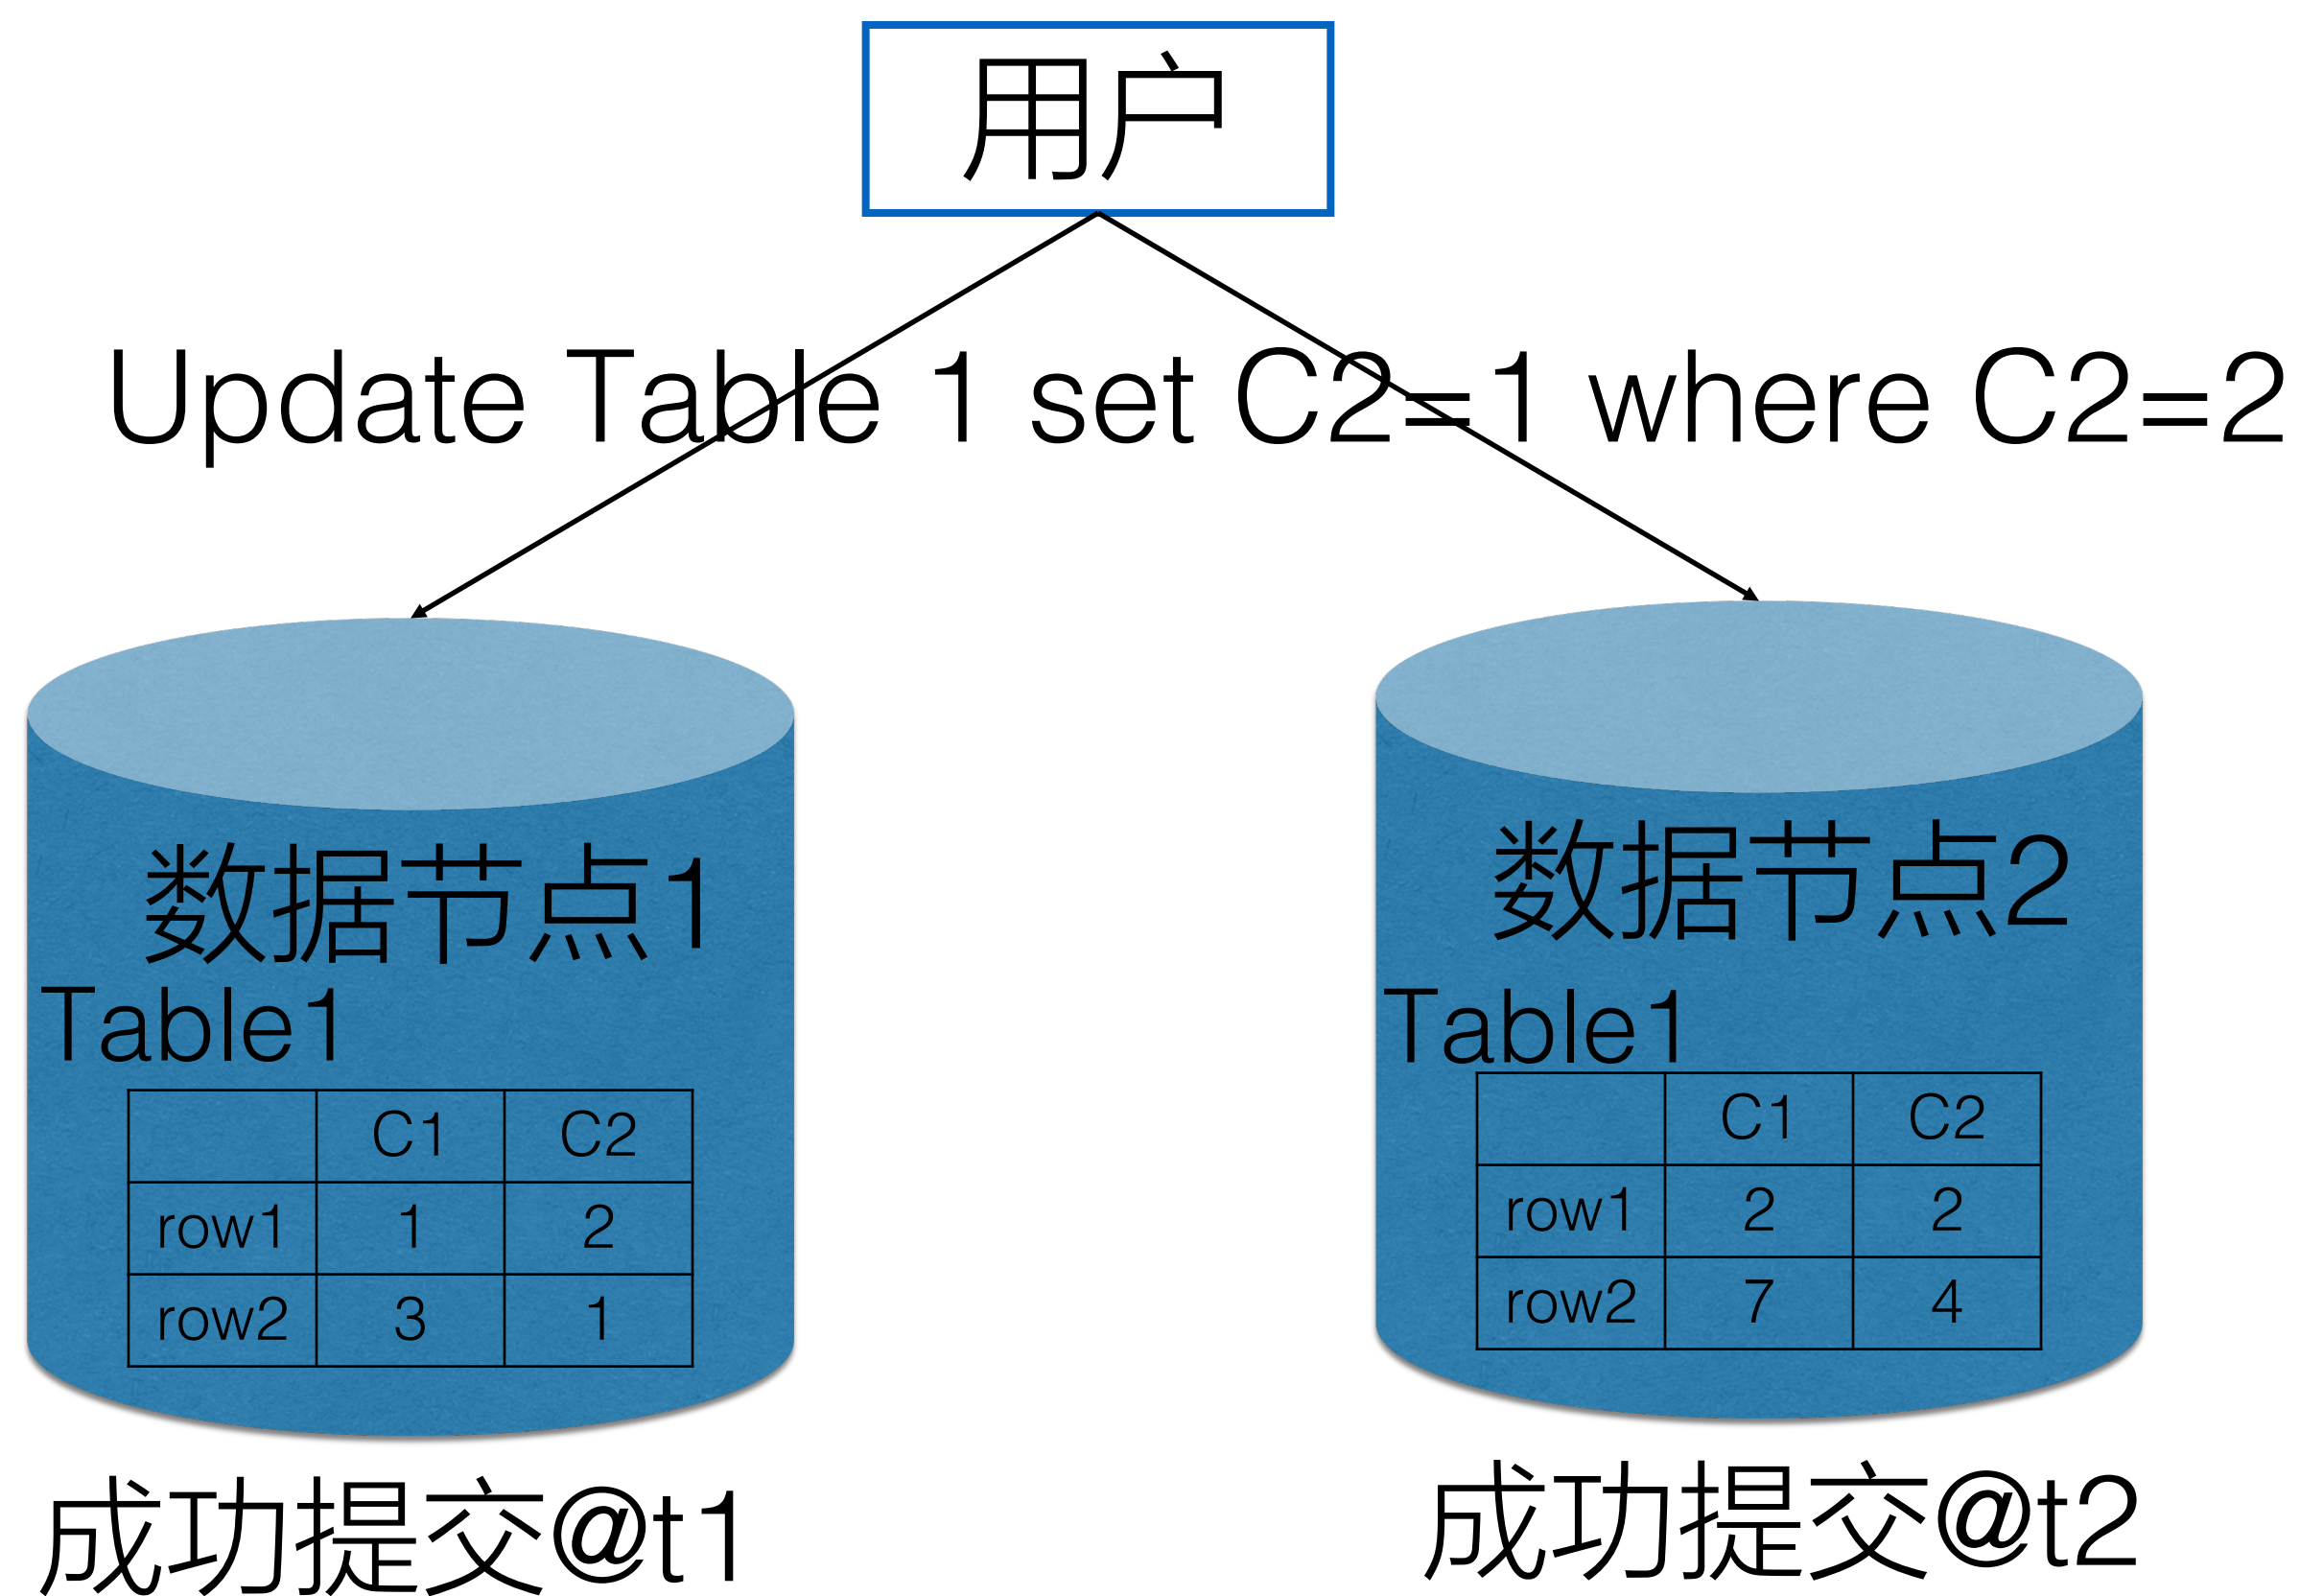 用户
Update Table 1 set C2=1 where C2=2
数据节点1
Table1
C1 C2
row1 1 2
row2 3 1
成功提交@t1
数据节点2
Table1
C1 C2
row1 2 2
row2 7 4
成功提交@t2